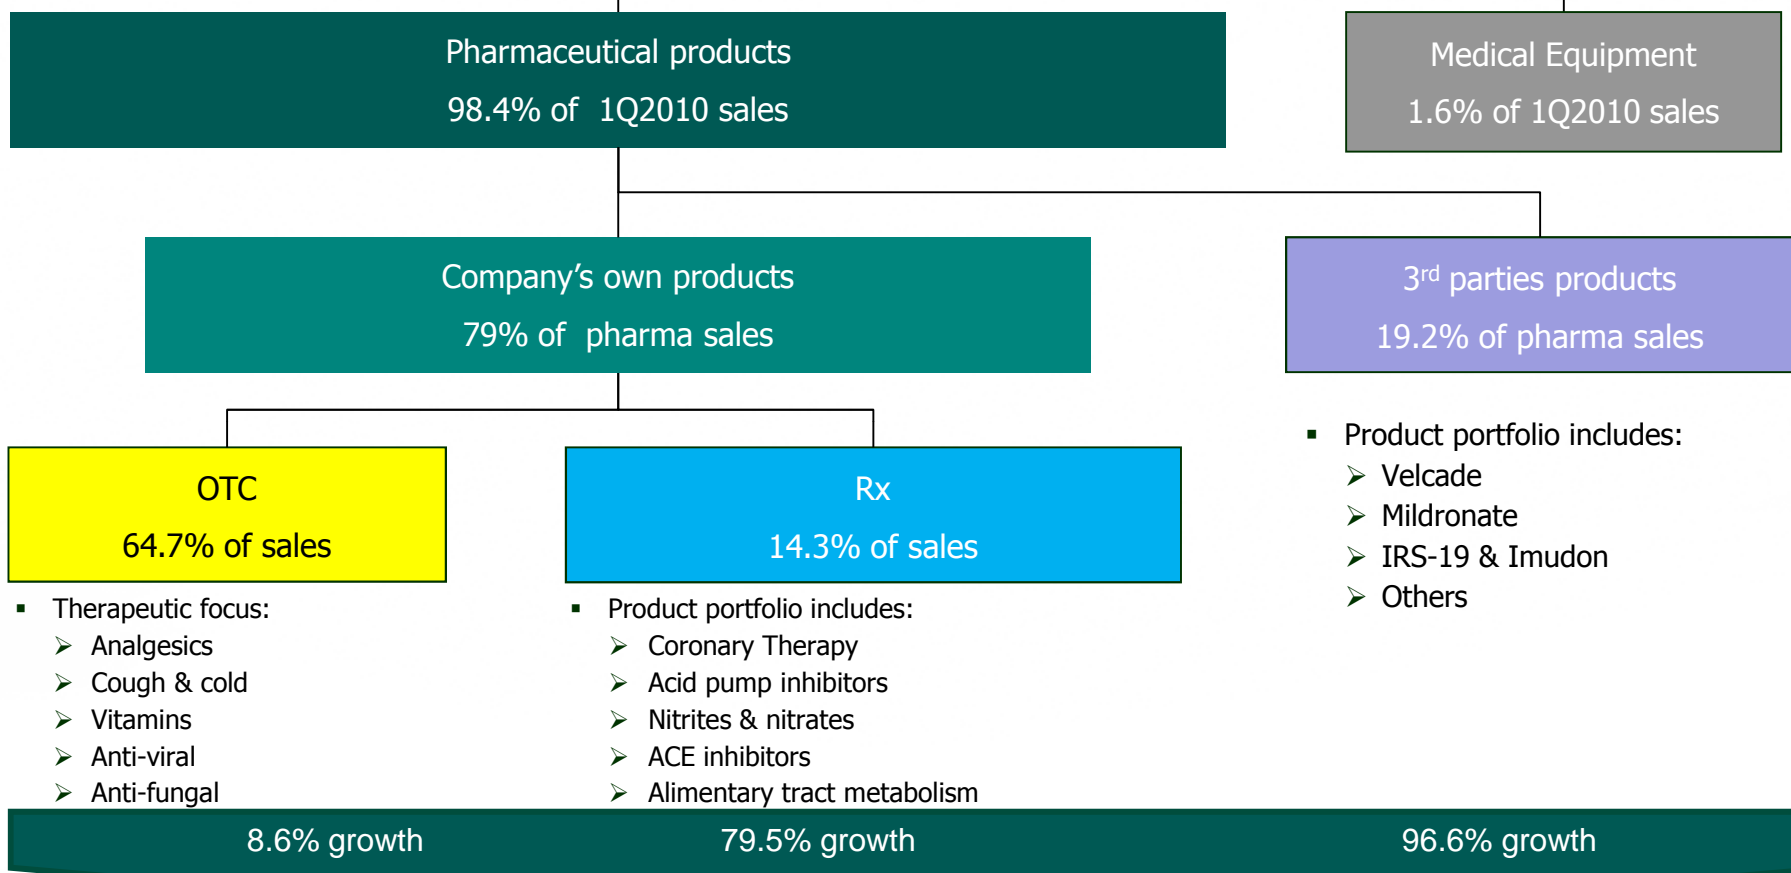 Pharmaceutical products
98.4% of 1Q2010 sales
Medical Equipment
1.6% of 1Q2010 sales
Company’s own products
79% of pharma sales
3rd parties products
19.2% of pharma sales
OTC
64.7% of sales
▪ Therapeutic focus:
➢ Analgesics
➢ Cough & cold
➢ Vitamins
➢ Anti-viral
➢ Anti-fungal
Rx
14.3% of sales
▪ Product portfolio includes:
➢ Coronary Therapy
➢ Acid pump inhibitors
➢ Nitrites & nitrates
➢ ACE inhibitors
➢ Alimentary tract metabolism
▪ Product portfolio includes:
➢ Velcade
➢ Mildronate
➢ IRS-19 & Imudon
➢ Others
8.6% growth
79.5% growth
96.6% growth